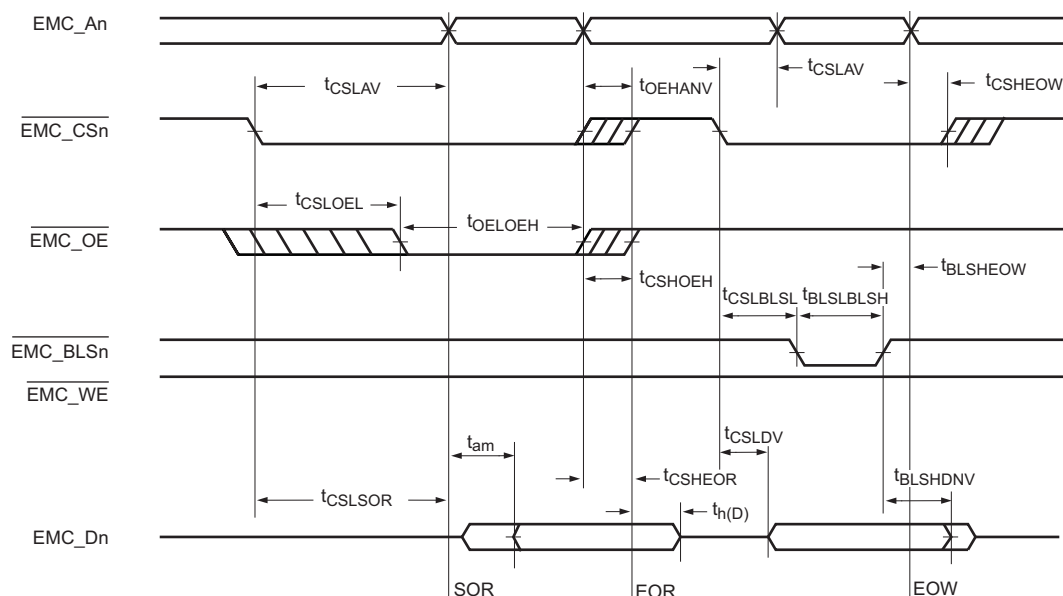 EMC_An
tCSLAV
tOEHANV
tCSLAV
tCSHEOW
EMC_CSn
tCSLOEL
tOELOEH
EMC_OE
tCSHOEH
tBLSHEOW
tCSLBLSL
tBLSLBLSH
EMC_BLSn
EMC_WE
tam
tCSLDV
tCSHEOR
tBLSHDNV
tCSLSOR
th(D)
EMC_Dn
SOR
EOR
EOW